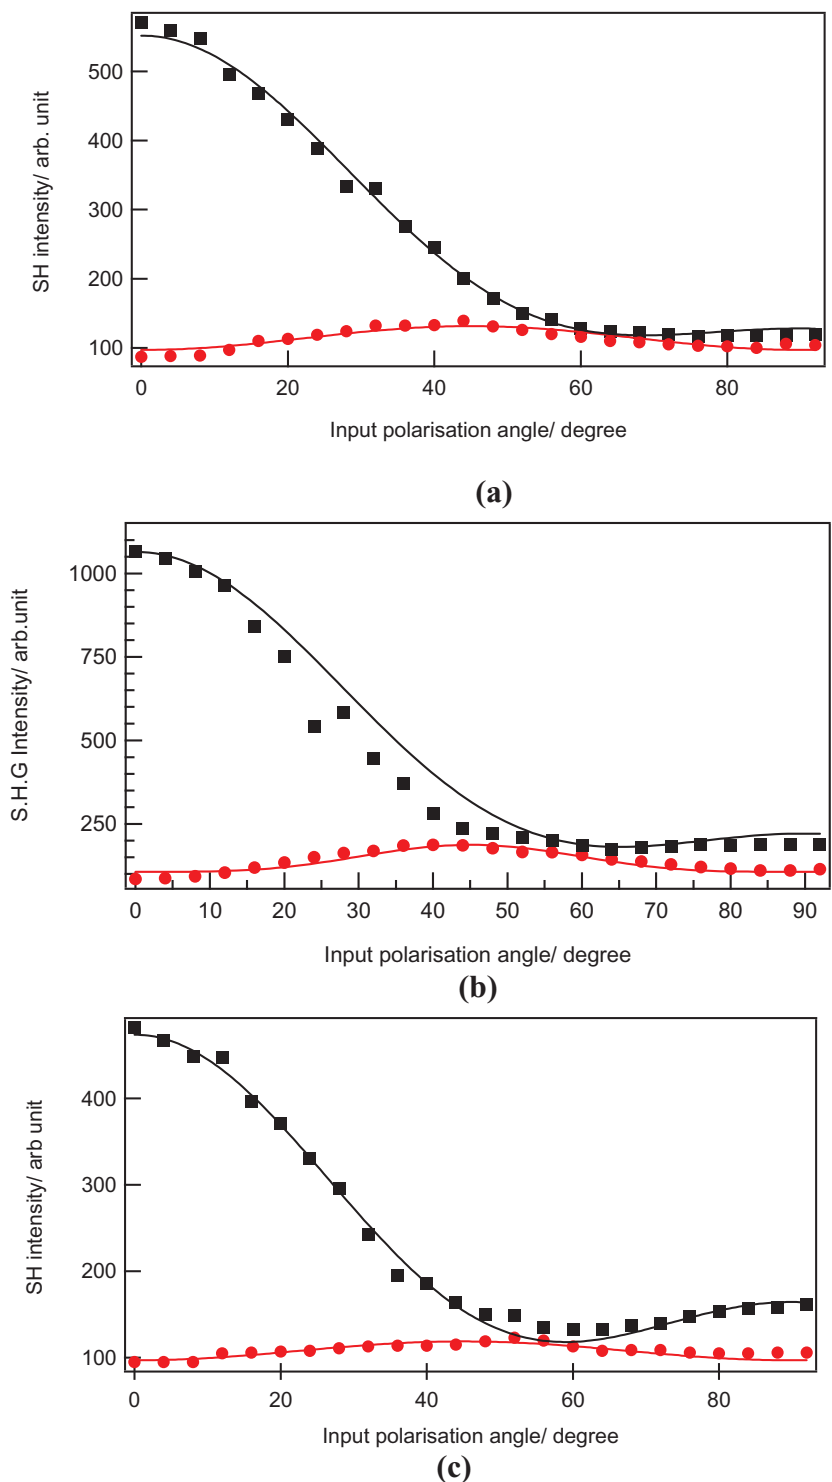 500
400
300
200
100
SH intensity/ arb. unit
0 20 40 60 80
Input polarisation angle/ degree
(a)
1000
750
500
250
S.H.G Intensity/ arb.unit
0 10 20 30 40 50 60 70 80 90
Input polarisation angle/ degree
(b)
400
300
200
100
SH intensity/ arb unit
0 20 40 60 80
Input polarisation angle/ degree
(c)